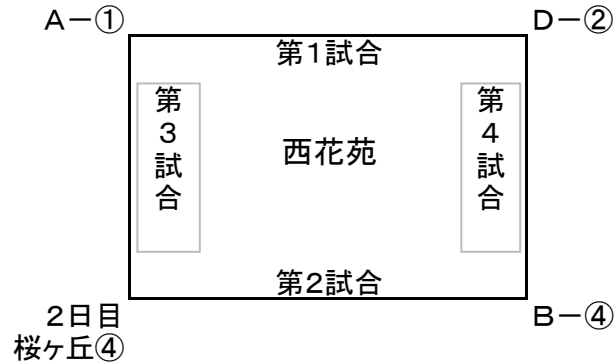 A－①
D－②
第1試合
第3試合
西花苑
第4試合
第2試合
2日目
桜ヶ丘④
B－④